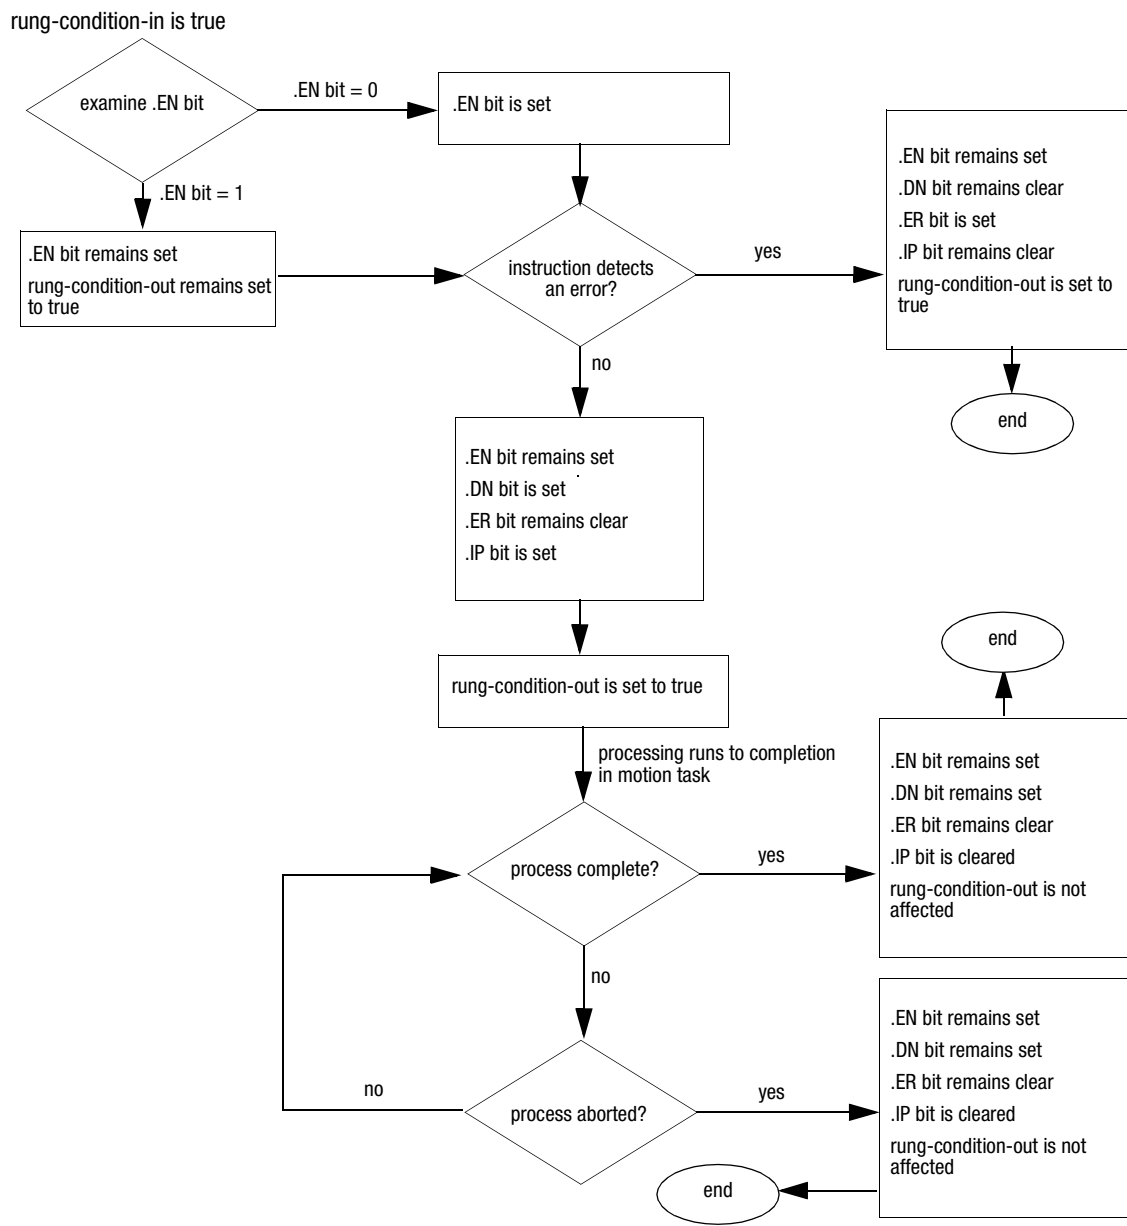 rung-condition-in is true
examine .EN bit
.EN bit = 0
.EN bit is set
.EN bit = 1
.EN bit remains set
rung-condition-out remains set
to true
instruction detects
an error?
yes
.EN bit remains set
.DN bit remains clear
.ER bit is set
.IP bit remains clear
rung-condition-out is set to
true
end
no
.EN bit remains set
.DN bit is set
.ER bit remains clear
.IP bit is set
rung-condition-out is set to true
processing runs to completion
in motion task
process complete?
yes
.EN bit remains set
.DN bit remains set
.ER bit remains clear
.IP bit is cleared
rung-condition-out is not
affected
end
no
process aborted?
no
yes
.EN bit remains set
.DN bit remains set
.ER bit remains clear
.IP bit is cleared
rung-condition-out is not
affected
end